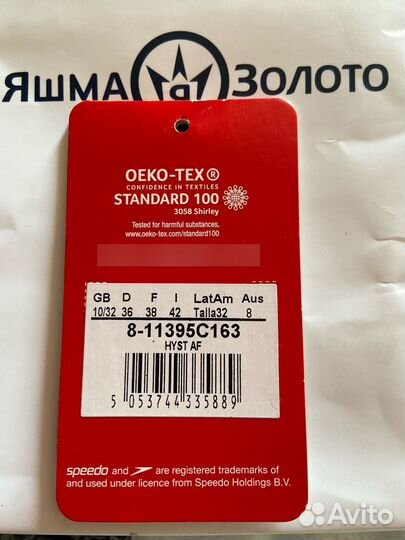 ЯШМА ЗОЛОТО
OEKO-TEX®
CONFIDENCE IN TEXTILES
STANDARD 100
3058 Shirley
Tested for harmful substances.
www.oeko-tex.com/standard100
GB D F I LatAm Aus
10/32 36 38 42 Talla32 8
8-11395C163
HYST AF
5 053744 335889
speedo and are registered trademarks of
and used under licence from Speedo Holdings B.V.
Avito